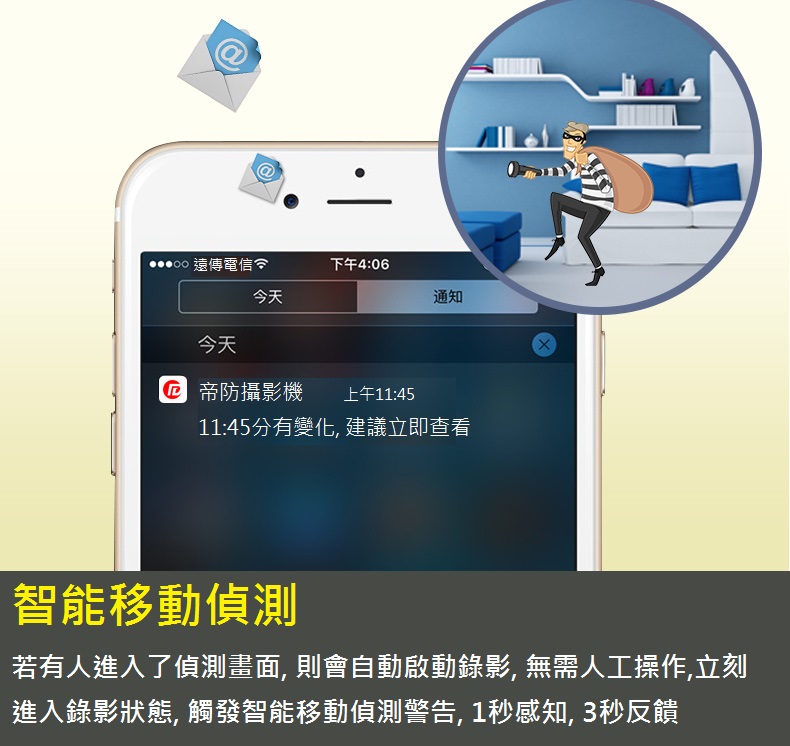 遠傳電信 下午4:06
今天 通知
今天
帝防攝影機 上午11:45
11:45分有變化, 建議立即查看
智能移動偵測
若有人進入了偵測畫面, 則會自動啟動錄影, 無需人工操作,立刻
進入錄影狀態, 觸發智能移動偵測警告, 1秒感知, 3秒反饋